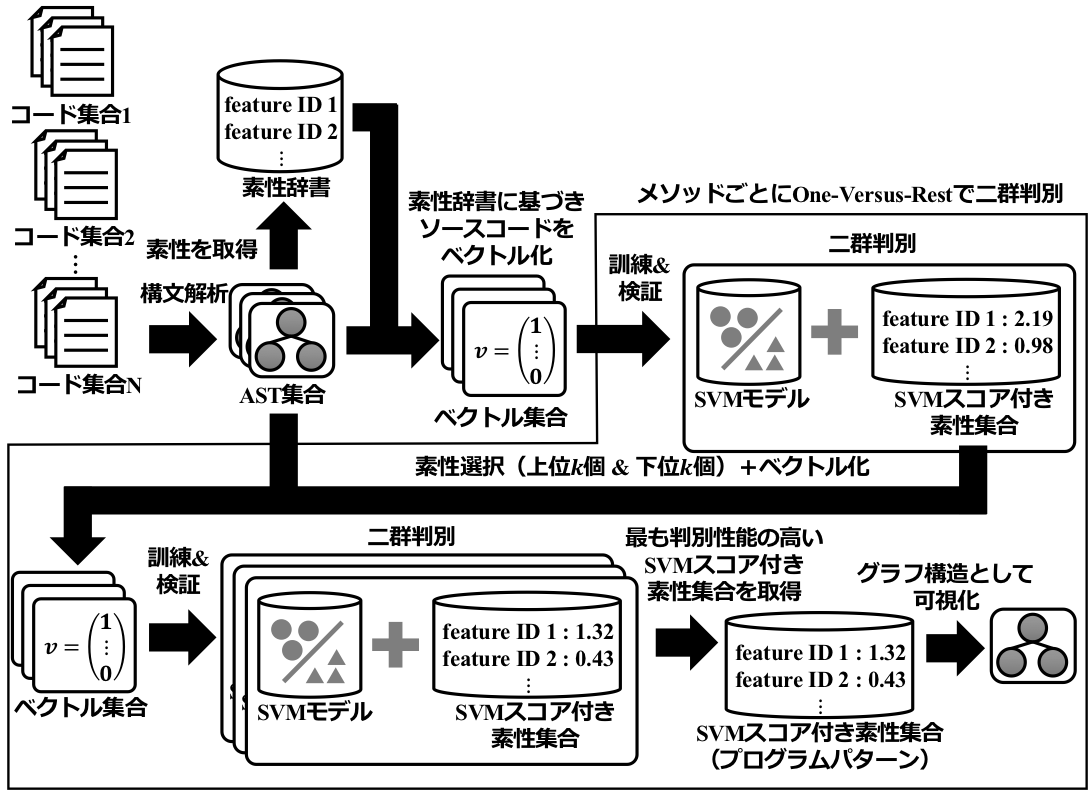 コード集合1
コード集合2
⋮
コード集合N
構文解析
素性を取得
feature ID 1
feature ID 2
⋮
素性辞書
AST集合
素性辞書に基づき
ソースコードを
ベクトル化
v = (1 ⋮ 0)
ベクトル集合
メソッドごとにOne-Versus-Restで二群判別
訓練&
検証
二群判別
SVMモデル
feature ID 1 : 2.19
feature ID 2 : 0.98
⋮
SVMスコア付き
素性集合
素性選択（上位k個 & 下位k個）＋ベクトル化
v = (1 ⋮ 0)
ベクトル集合
訓練&
検証
二群判別
SVMモデル
feature ID 1 : 1.32
feature ID 2 : 0.43
⋮
SVMスコア付き
素性集合
最も判別性能の高い
SVMスコア付き
素性集合を取得
feature ID 1 : 1.32
feature ID 2 : 0.43
⋮
SVMスコア付き素性集合
（プログラムパターン）
グラフ構造として
可視化